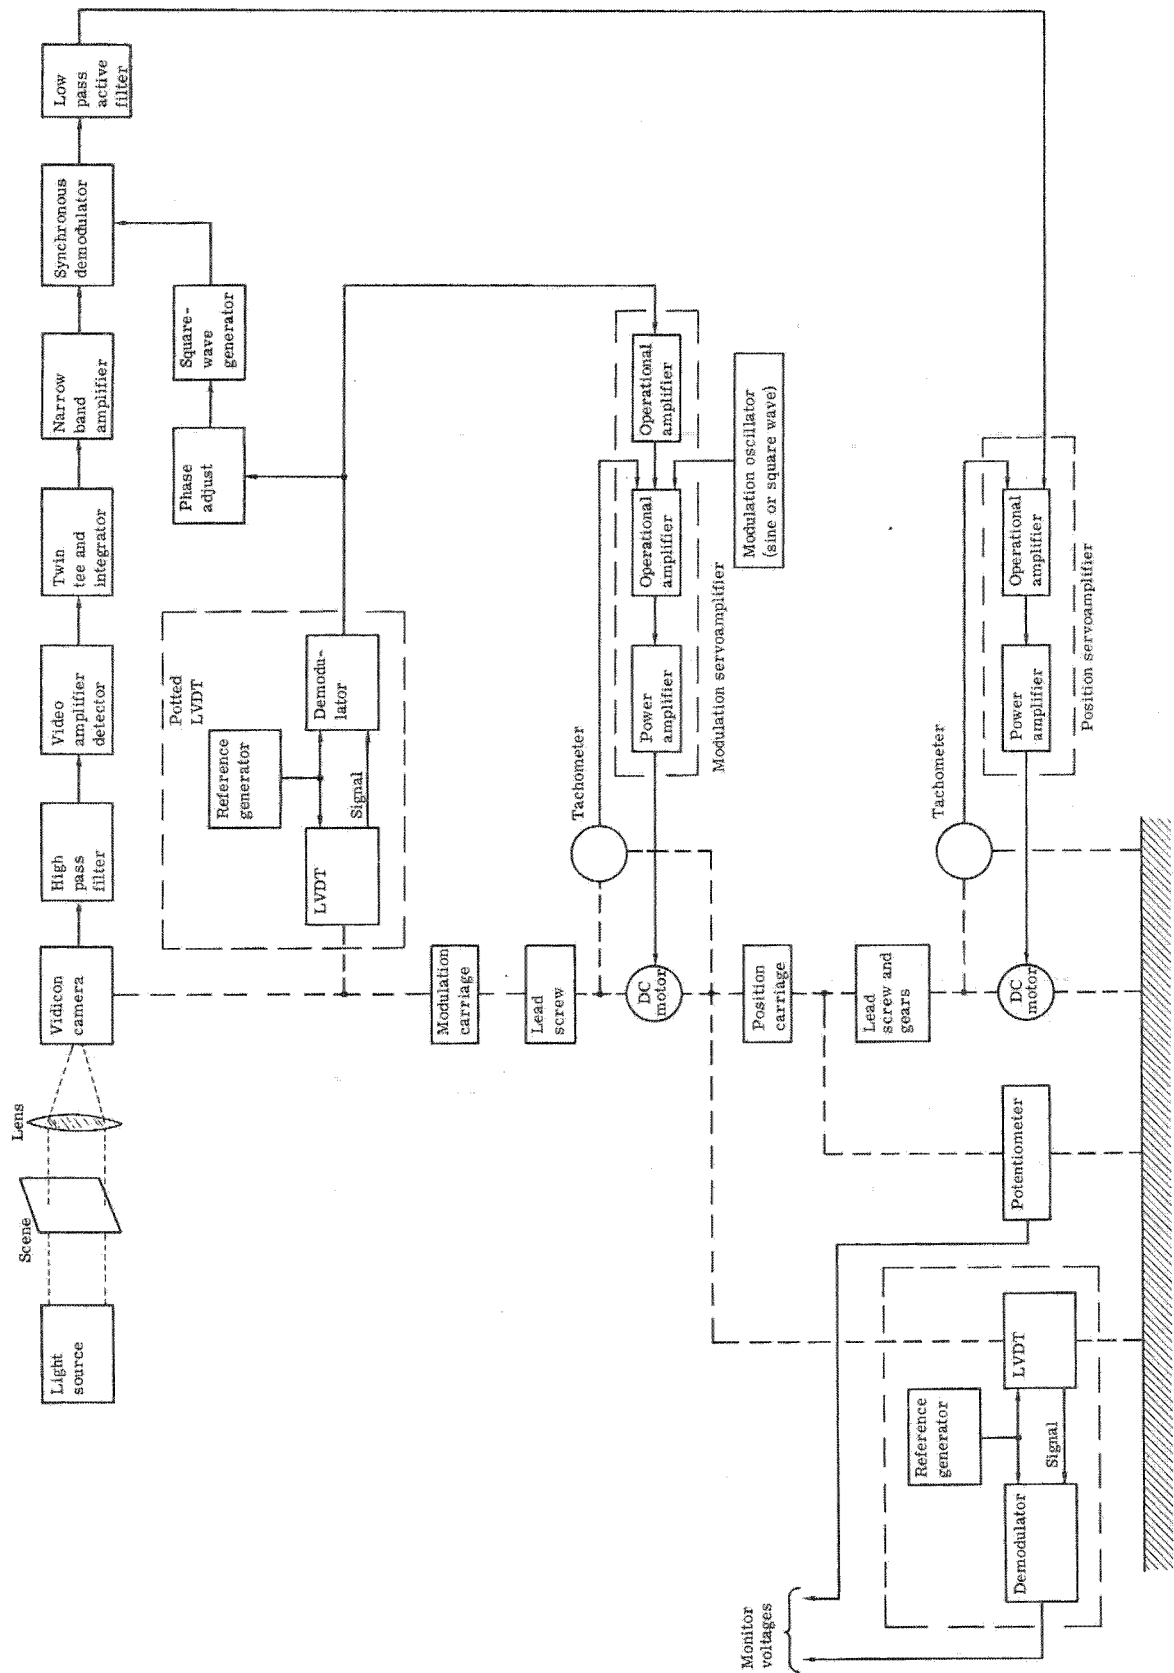 Light
source
Scene
Lens
Vidicon
camera
High
pass
filter
Video
amplifier
detector
Twin
tee and
integrator
Narrow
band
amplifier
Synchronous
demodulator
Low
pass
active
filter
Potted
LVDT
Reference
generator
LVDT
Signal
Demodu-
lator
Phase
adjust
Square-
wave
generator
Modulation
carriage
Lead
screw
DC
motor
Tachometer
Power
amplifier
Operational
amplifier
Operational
amplifier
Modulation servoamplifier
Modulation oscillator
(sine or square wave)
Position
carriage
Lead
screw and
gears
DC
motor
Tachometer
Power
amplifier
Operational
amplifier
Position servoamplifier
Monitor
voltages
Reference
generator
Demodulator
Signal
LVDT
Potentiometer